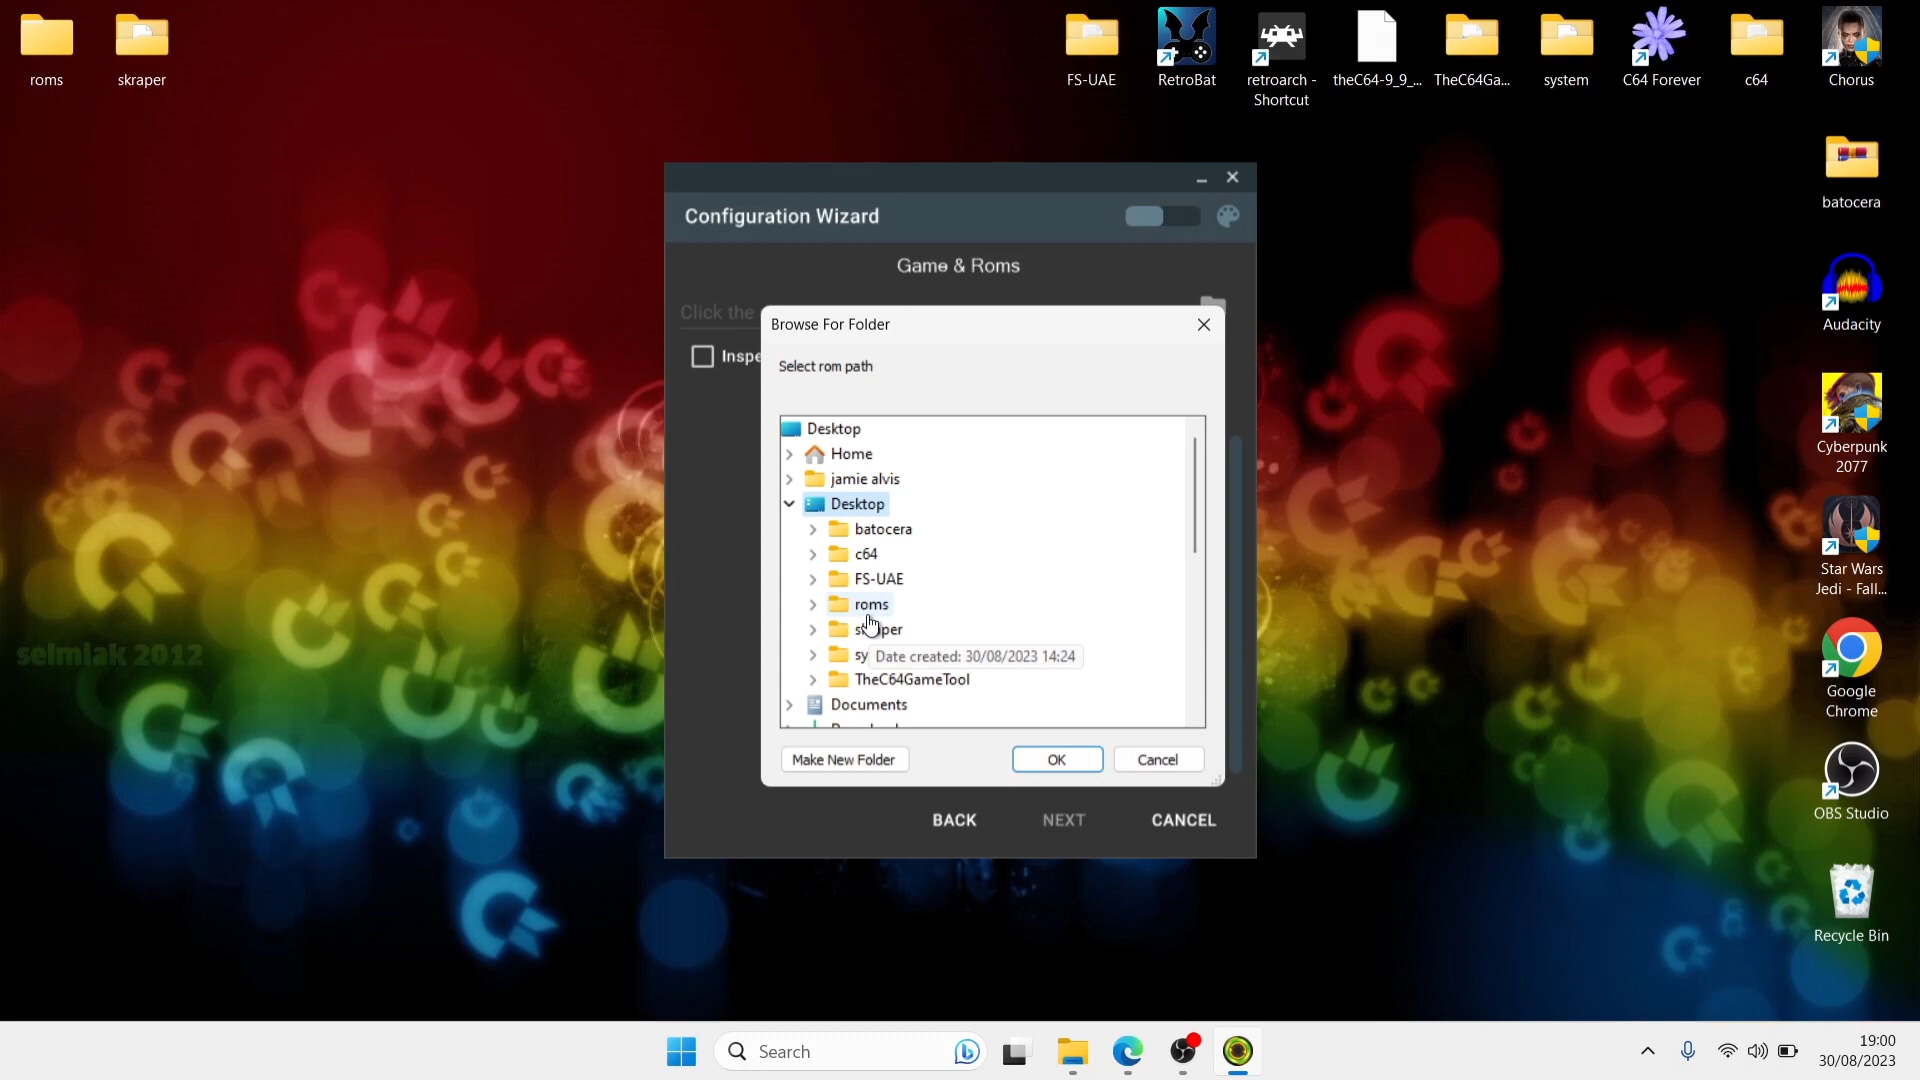 roms
skraper
FS-UAE
RetroBat
retroarch -
Shortcut
theC64-9_9_...
TheC64Ga...
system
C64 Forever
c64
Chorus
batocera
Audacity
Cyberpunk
2077
Star Wars
Jedi - Fall...
Google
Chrome
OBS Studio
Recycle Bin
selmiak 2012
Configuration Wizard
Game & Roms
Click the
Inspe
Browse For Folder
Select rom path
Desktop
Home
jamie alvis
Desktop
batocera
c64
FS-UAE
roms
skraper
sy
Date created: 30/08/2023 14:24
TheC64GameTool
Documents
Make New Folder
OK
Cancel
BACK
NEXT
CANCEL
Search
19:00
30/08/2023